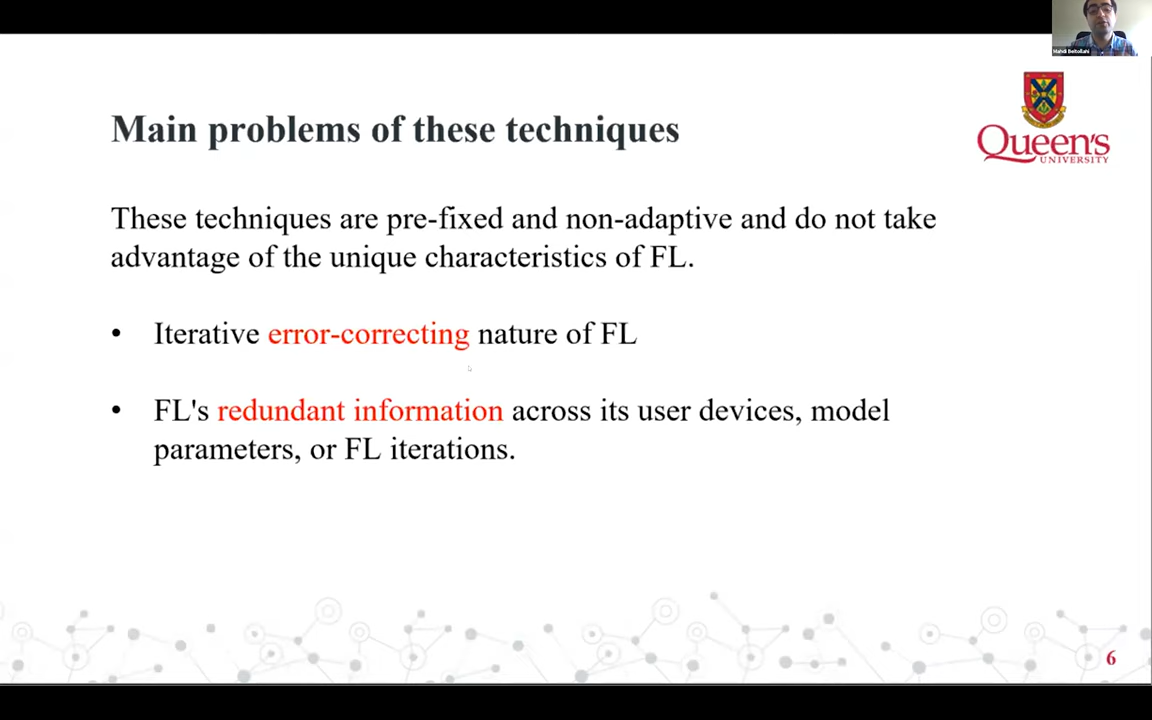 Mahdi Beitollahi
Queen's
UNIVERSITY
Main problems of these techniques
These techniques are pre-fixed and non-adaptive and do not take
advantage of the unique characteristics of FL.
• Iterative error-correcting nature of FL
• FL's redundant information across its user devices, model
parameters, or FL iterations.
6